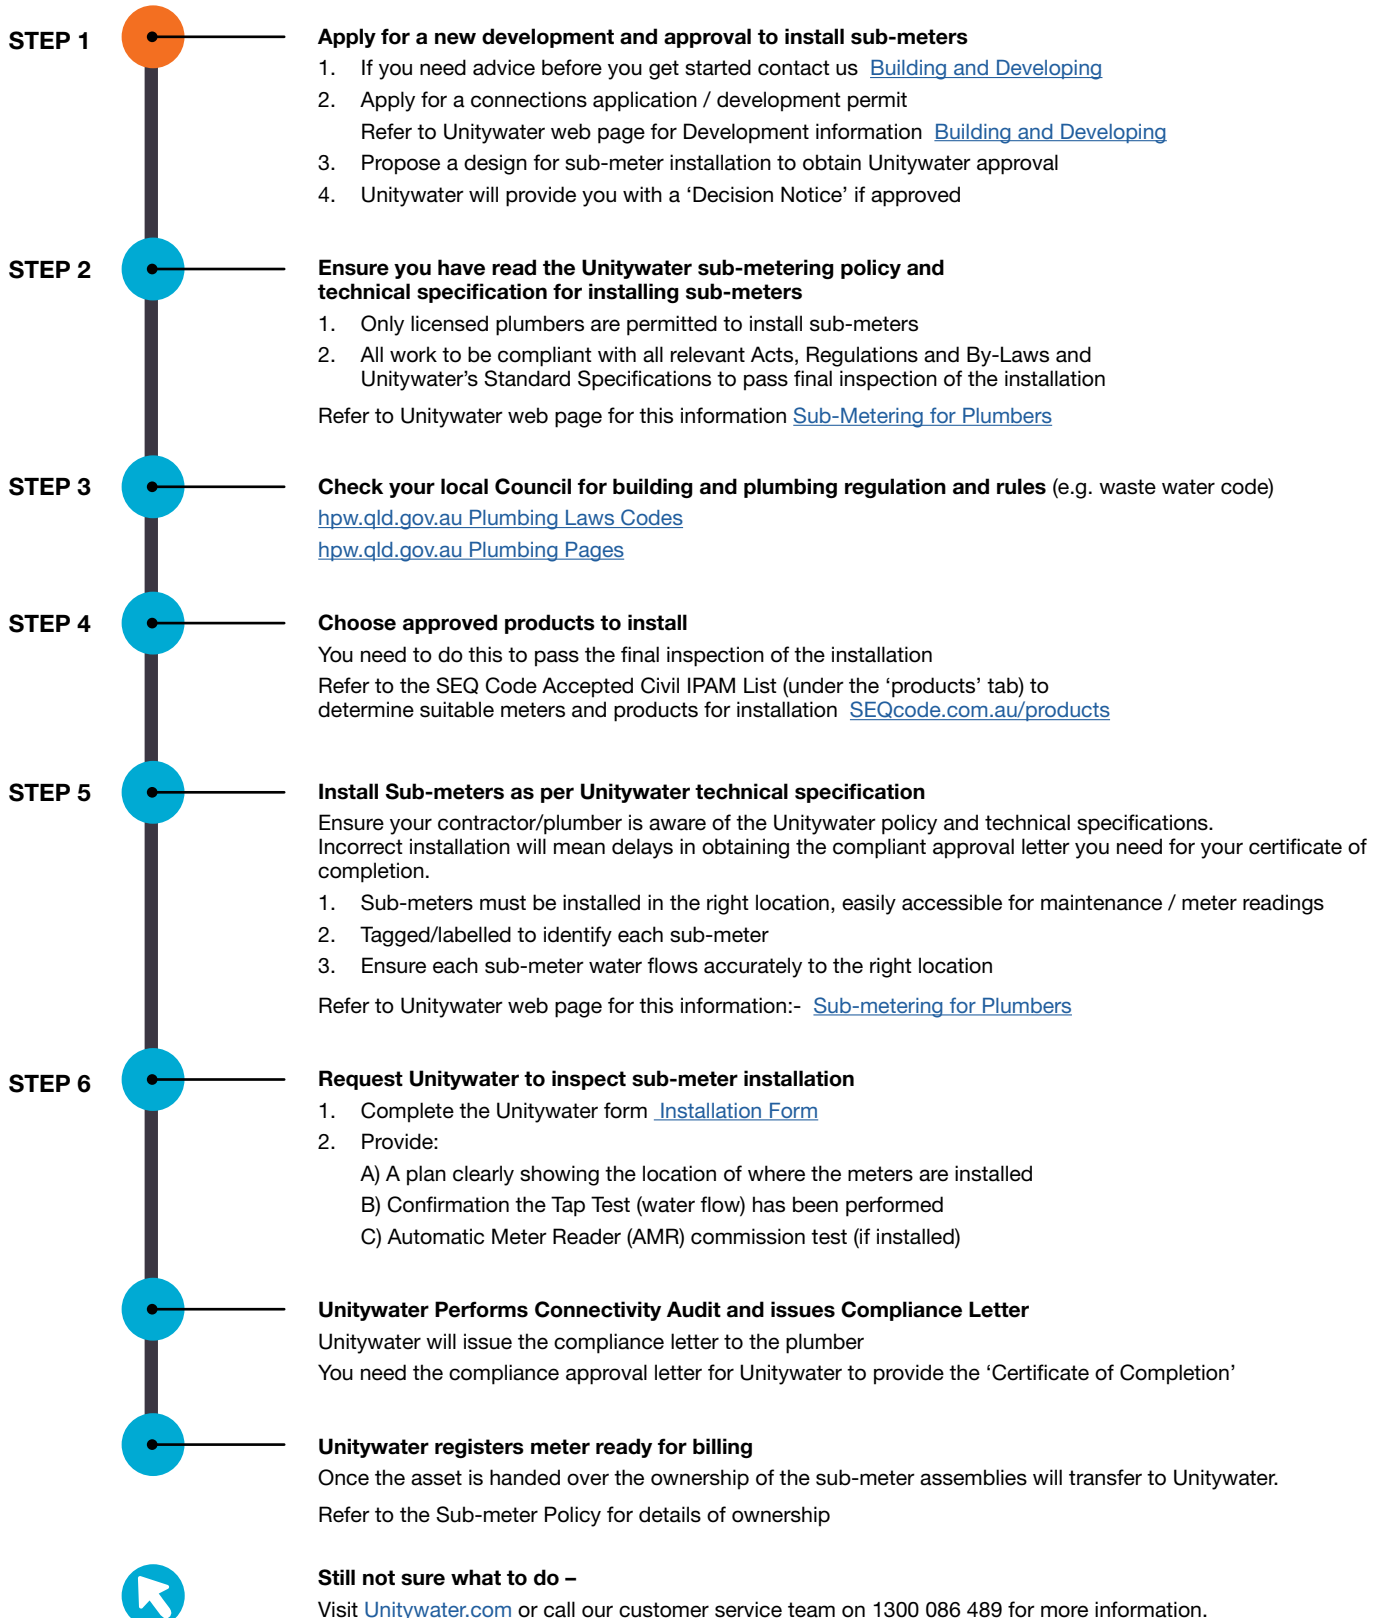 STEP 1
Apply for a new development and approval to install sub-meters
1. If you need advice before you get started contact us Building and Developing
2. Apply for a connections application / development permit
Refer to Unitywater web page for Development information Building and Developing
3. Propose a design for sub-meter installation to obtain Unitywater approval
4. Unitywater will provide you with a ‘Decision Notice’ if approved
STEP 2
Ensure you have read the Unitywater sub-metering policy and
technical specification for installing sub-meters
1. Only licensed plumbers are permitted to install sub-meters
2. All work to be compliant with all relevant Acts, Regulations and By-Laws and
Unitywater’s Standard Specifications to pass final inspection of the installation
Refer to Unitywater web page for this information Sub-Metering for Plumbers
STEP 3
Check your local Council for building and plumbing regulation and rules (e.g. waste water code)
hpw.qld.gov.au Plumbing Laws Codes
hpw.qld.gov.au Plumbing Pages
STEP 4
Choose approved products to install
You need to do this to pass the final inspection of the installation
Refer to the SEQ Code Accepted Civil IPAM List (under the ‘products’ tab) to
determine suitable meters and products for installation SEQcode.com.au/products
STEP 5
Install Sub-meters as per Unitywater technical specification
Ensure your contractor/plumber is aware of the Unitywater policy and technical specifications.
Incorrect installation will mean delays in obtaining the compliant approval letter you need for your certificate of
completion.
1. Sub-meters must be installed in the right location, easily accessible for maintenance / meter readings
2. Tagged/labelled to identify each sub-meter
3. Ensure each sub-meter water flows accurately to the right location
Refer to Unitywater web page for this information:- Sub-metering for Plumbers
STEP 6
Request Unitywater to inspect sub-meter installation
1. Complete the Unitywater form Installation Form
2. Provide:
A) A plan clearly showing the location of where the meters are installed
B) Confirmation the Tap Test (water flow) has been performed
C) Automatic Meter Reader (AMR) commission test (if installed)
Unitywater Performs Connectivity Audit and issues Compliance Letter
Unitywater will issue the compliance letter to the plumber
You need the compliance approval letter for Unitywater to provide the ‘Certificate of Completion’
Unitywater registers meter ready for billing
Once the asset is handed over the ownership of the sub-meter assemblies will transfer to Unitywater.
Refer to the Sub-meter Policy for details of ownership
Still not sure what to do –
Visit Unitywater.com or call our customer service team on 1300 086 489 for more information.